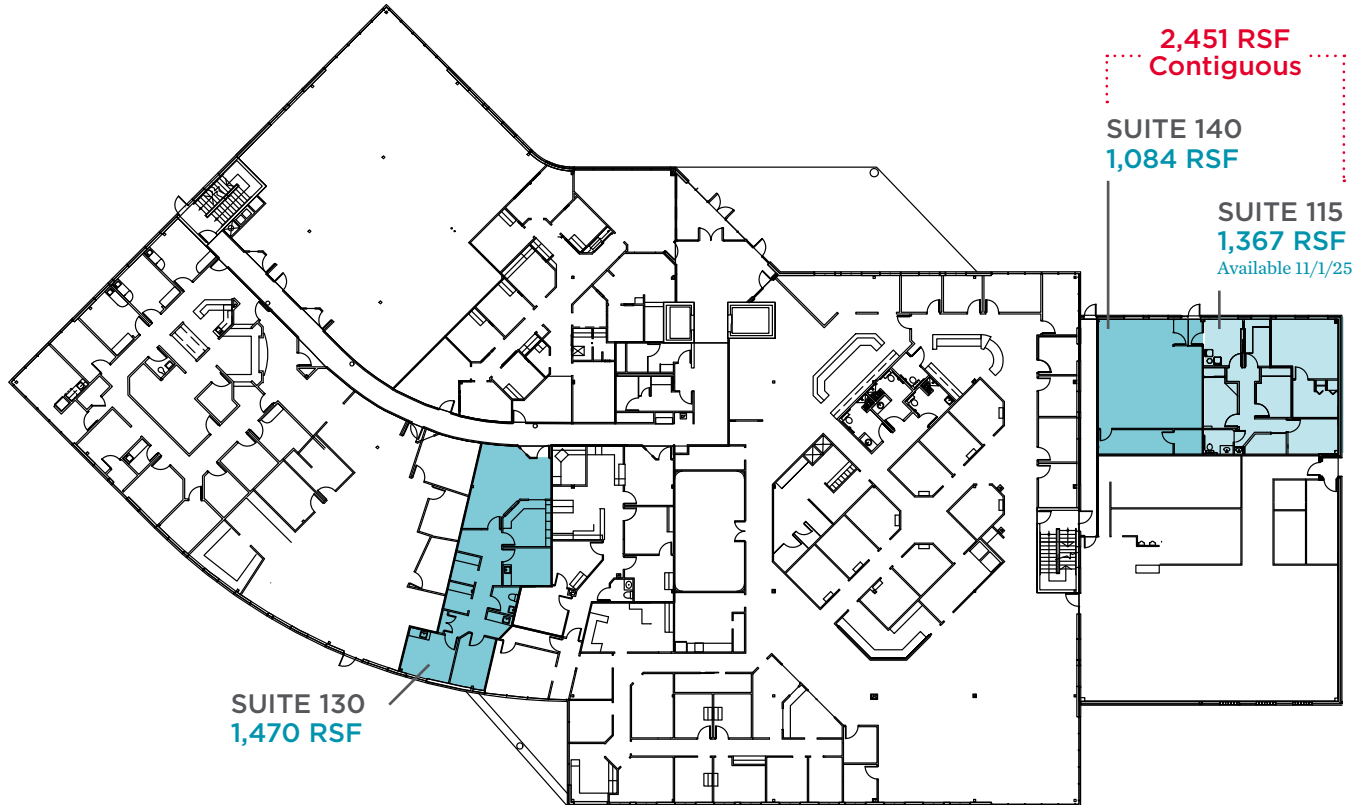 2,451 RSF
Contiguous
SUITE 140
1,084 RSF
SUITE 115
1,367 RSF
Available 11/1/25
SUITE 130
1,470 RSF